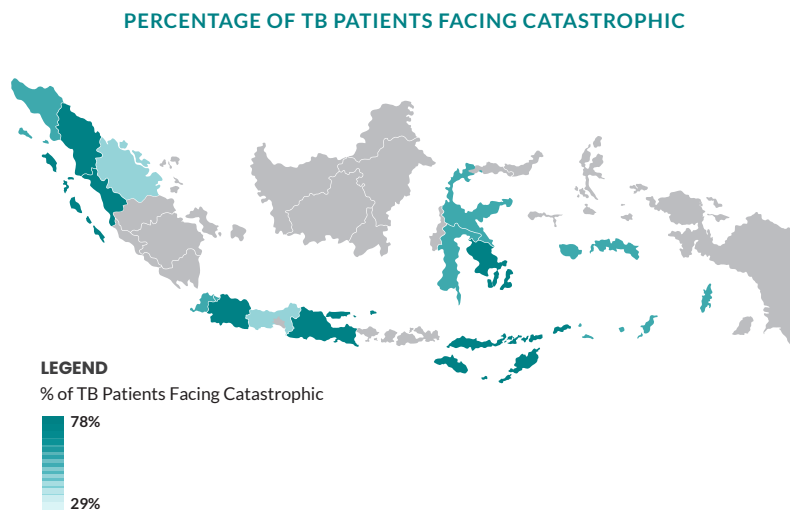 PERCENTAGE OF TB PATIENTS FACING CATASTROPHIC
LEGEND
% of TB Patients Facing Catastrophic
78%
29%